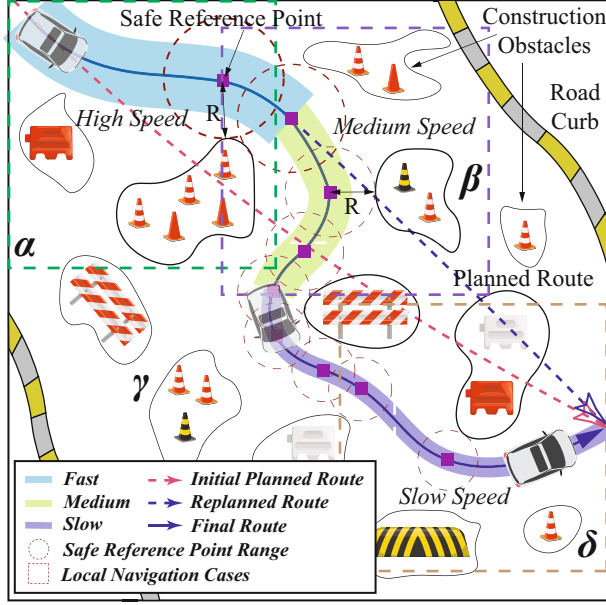 Safe Reference Point
Construction
Obstacles
High Speed
R
Medium Speed
Road
Curb
β
R
α
Planned Route
γ
Slow Speed
δ
Fast
Medium
Slow
Initial Planned Route
Replanned Route
Final Route
Safe Reference Point Range
Local Navigation Cases